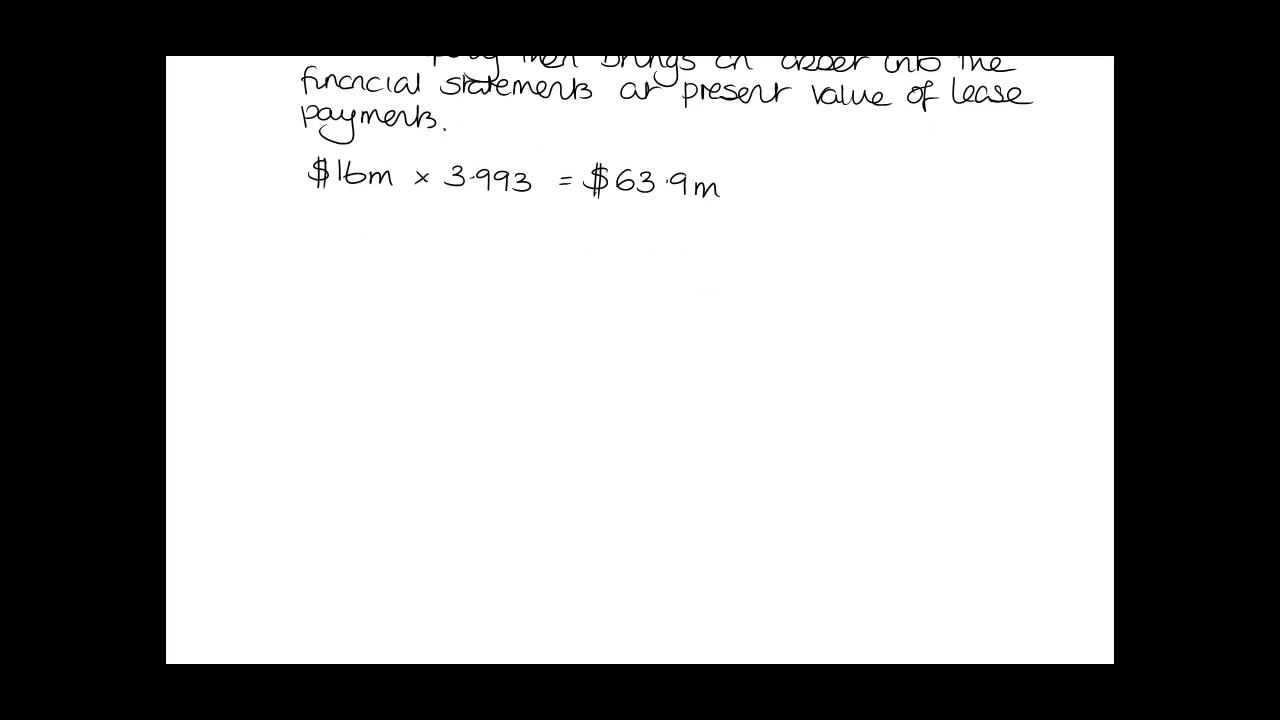 then brings an asset into the
financial statements at present value of lease
payments.
$16m × 3.993 = $63.9m